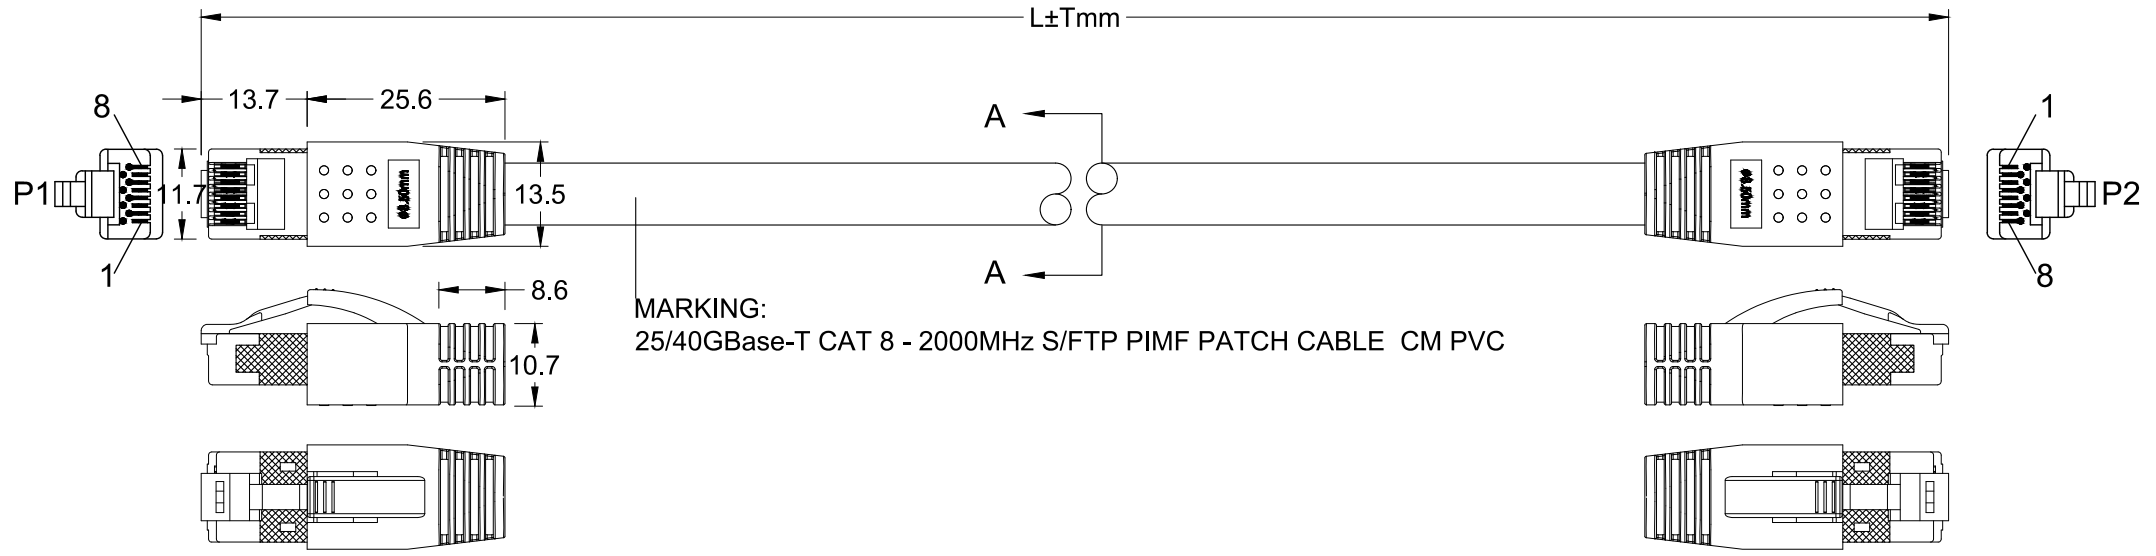 L±Tmm
13.7
25.6
8
A
1
P1
11.7
13.5
P2
1
A
8
8.6
MARKING:
25/40GBase-T CAT 8 - 2000MHz S/FTP PIMF PATCH CABLE CM PVC
10.7